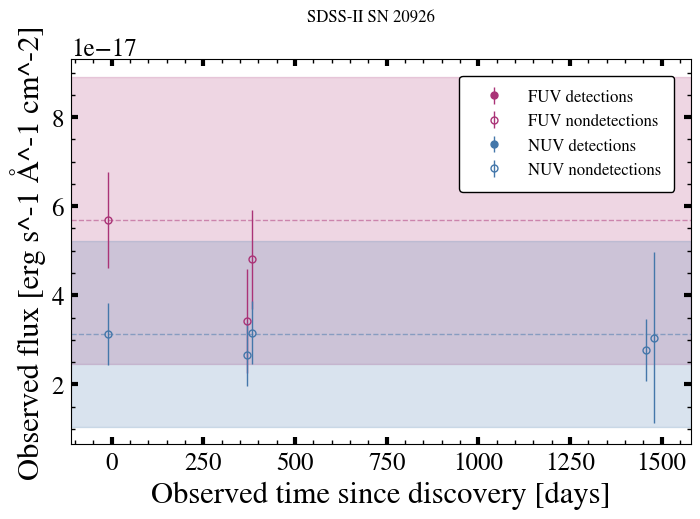 SDSS-II SN 20926
1e−17
FUV detections
FUV nondetections
NUV detections
NUV nondetections
8
6
4
2
Observed flux [erg s^-1 Å^-1 cm^-2]
0
250
500
750
1000
1250
1500
Observed time since discovery [days]